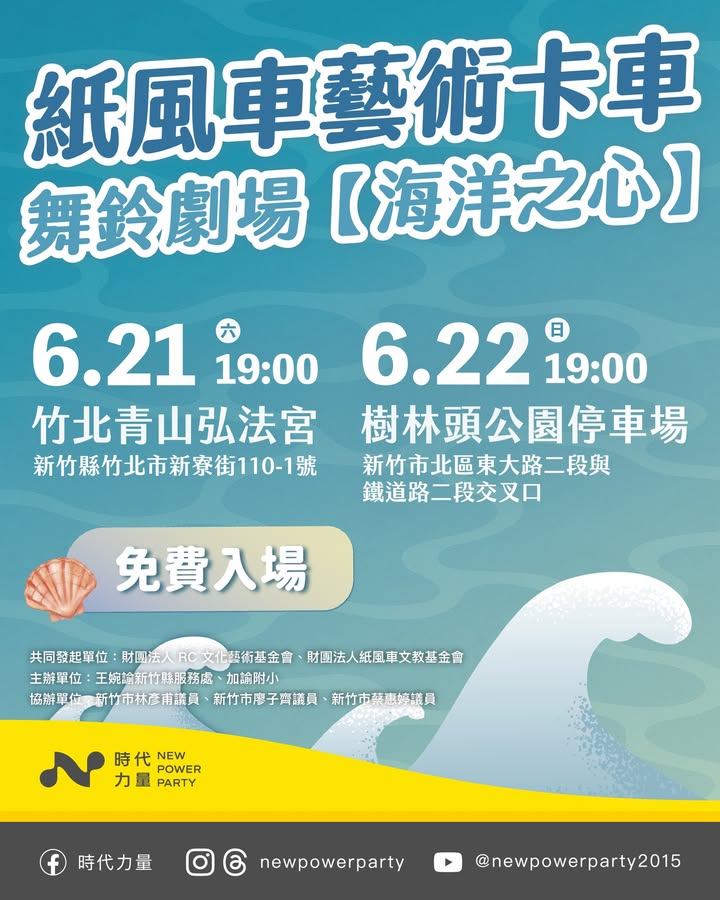 紙風車藝術卡車
舞鈴劇場【海洋之心】
6.21 六 19:00
竹北青山弘法宮
新竹縣竹北市新寮街110-1號
6.22 日 19:00
樹林頭公園停車場
新竹市北區東大路二段與
鐵道路二段交叉口
免費入場
共同發起單位：財團法人 RC 文化藝術基金會、財團法人紙風車文教基金會
主辦單位：王婉諭新竹縣服務處、加諭附小
協辦單位：新竹市林彥甫議員、新竹市廖子齊議員、新竹市蔡惠婷議員
時代力量 NEW POWER PARTY
時代力量 newpowerparty @newpowerparty2015